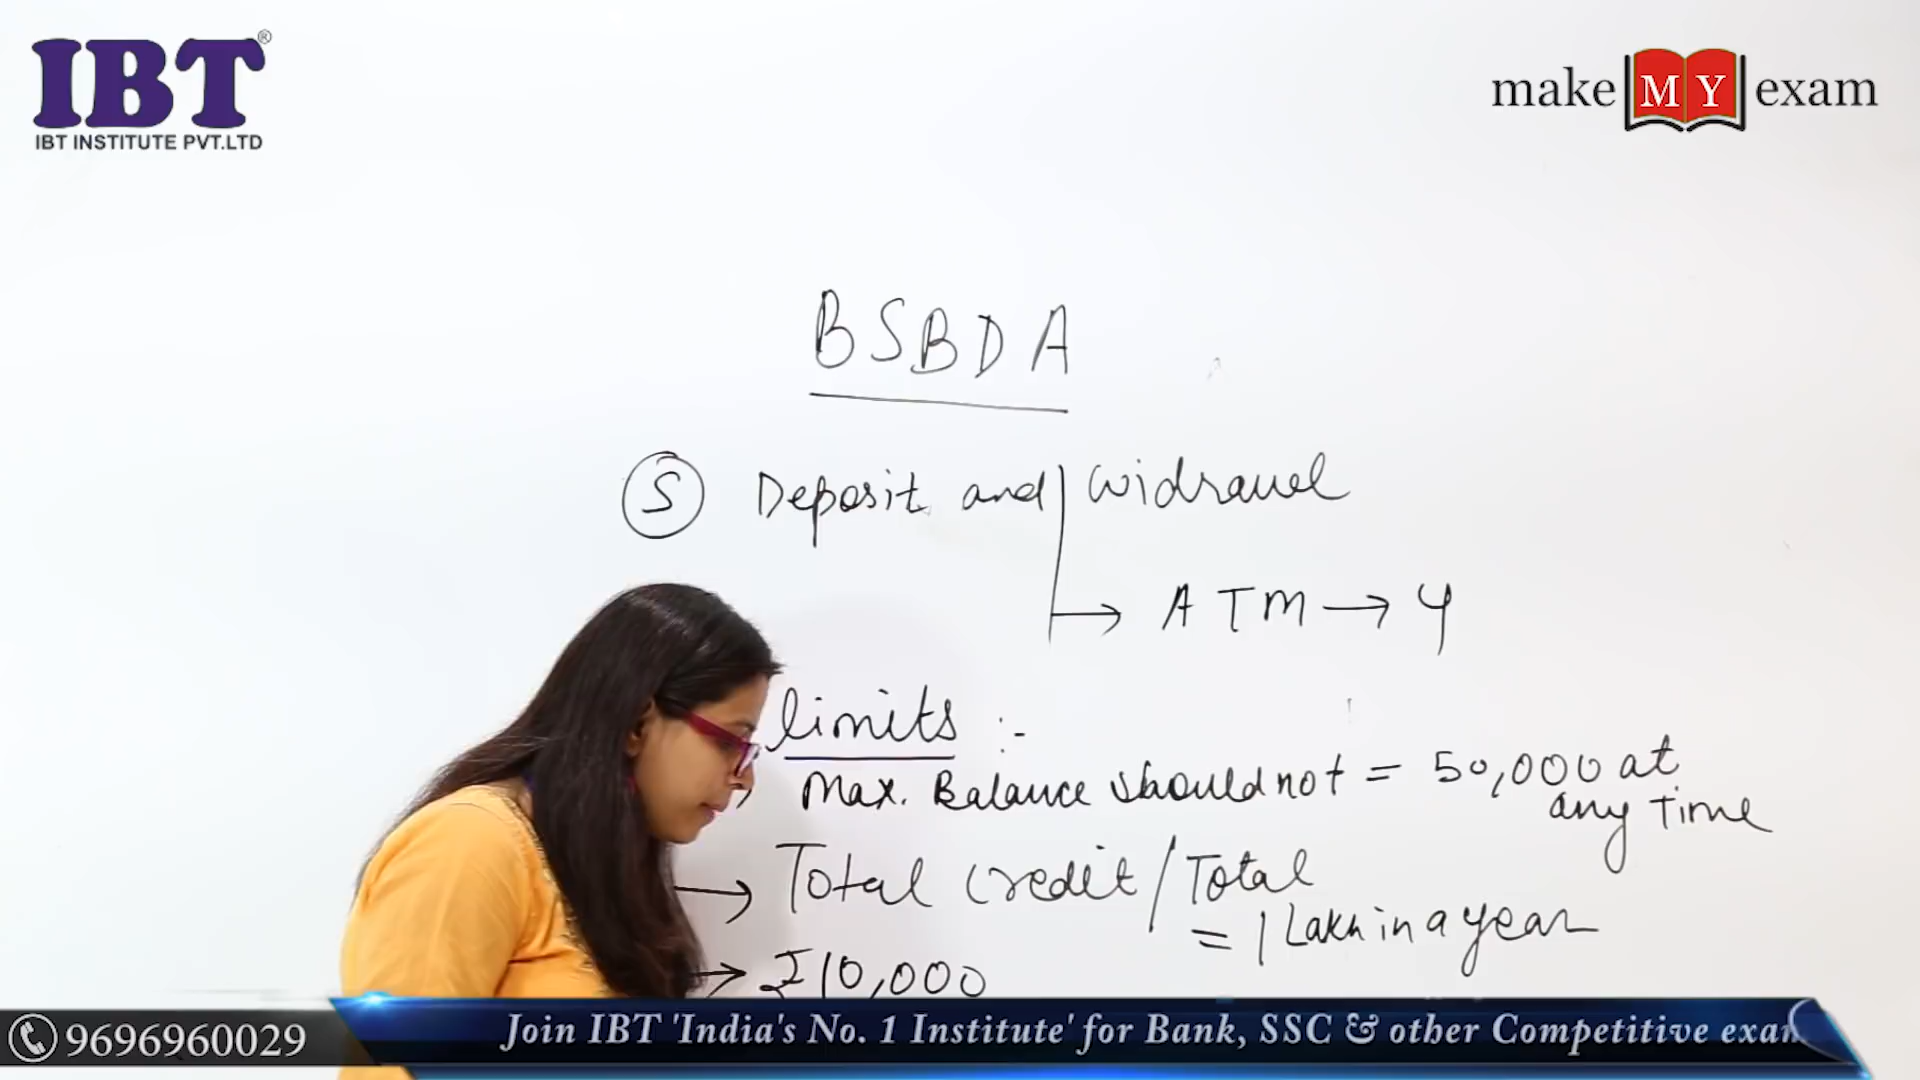 IBT®
IBT INSTITUTE PVT.LTD
make MY exam
BSBDA
S Deposit and widrawel
ATM → 4
limits :-
Max. Balance should not = 50,000 at
any Time
→ Total credit / Total
= 1 Lakh in a year
→ ₹10,000
9696960029
Join IBT 'India's No. 1 Institute' for Bank, SSC & other Competitive exam